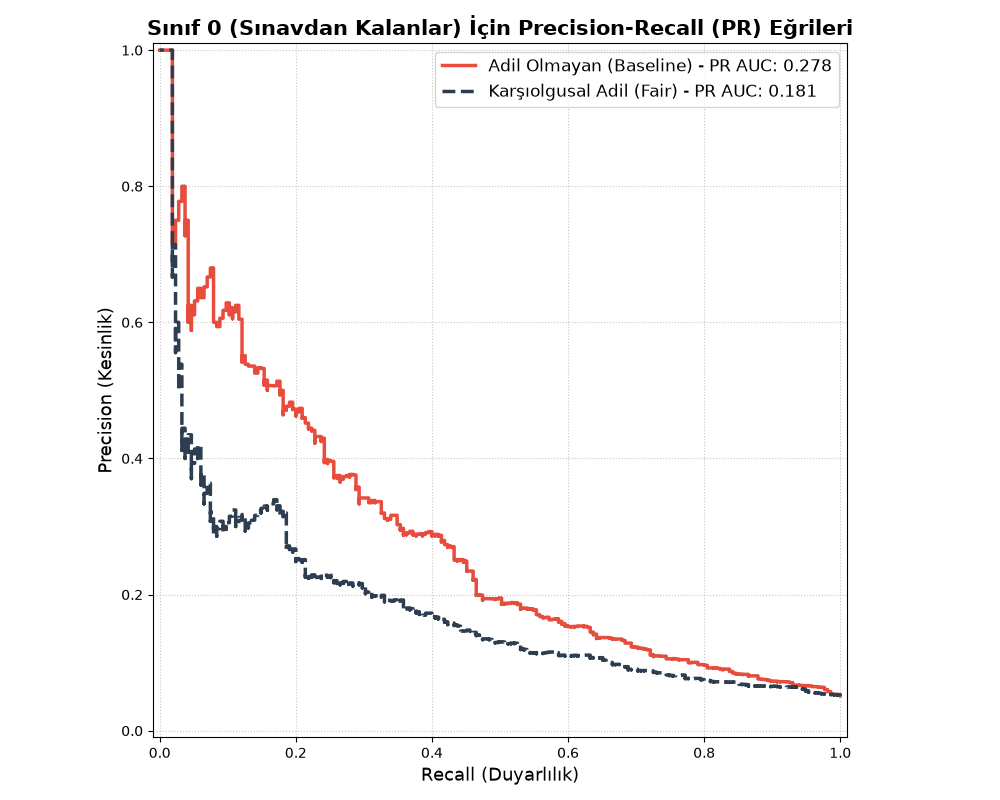 Sınıf 0 (Sınavdan Kalanlar) İçin Precision-Recall (PR) Eğrileri
Adil Olmayan (Baseline) - PR AUC: 0.278
Karşıolgusal Adil (Fair) - PR AUC: 0.181
Precision (Kesinlik)
1.0
0.8
0.6
0.4
0.2
0.0
0.0 0.2 0.4 0.6 0.8 1.0
Recall (Duyarlılık)